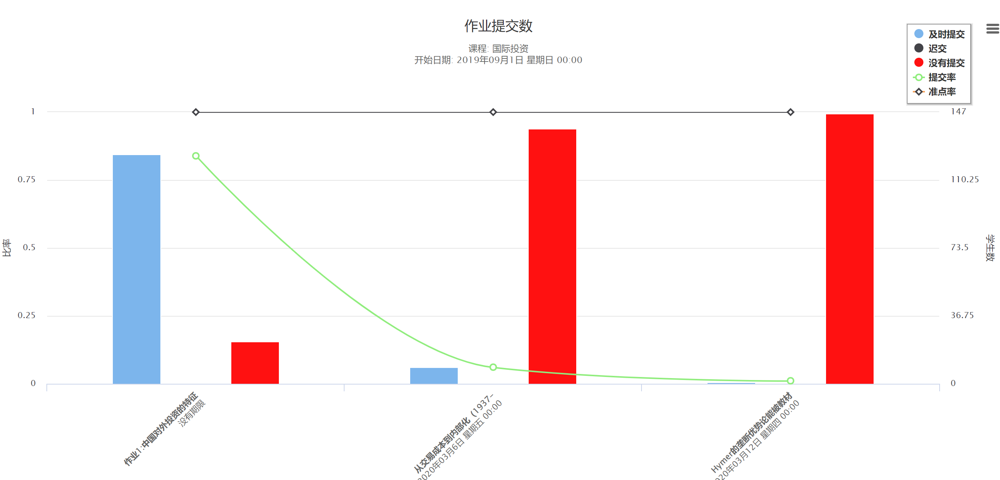 作业提交数
课程: 国际投资
开始日期: 2019年09月1日 星期日 00:00
及时提交
迟交
没有提交
提交率
准点率
1
0.75
0.5
0.25
0
比率
147
110.25
73.5
36.75
0
学生数
作业1:中国对外投资的特征
没有期限
从交易成本到内部化（1937-
2020年03月6日 星期五 00:00
Hymer的垄断优势论能被教材
020年03月12日 星期四 00:00